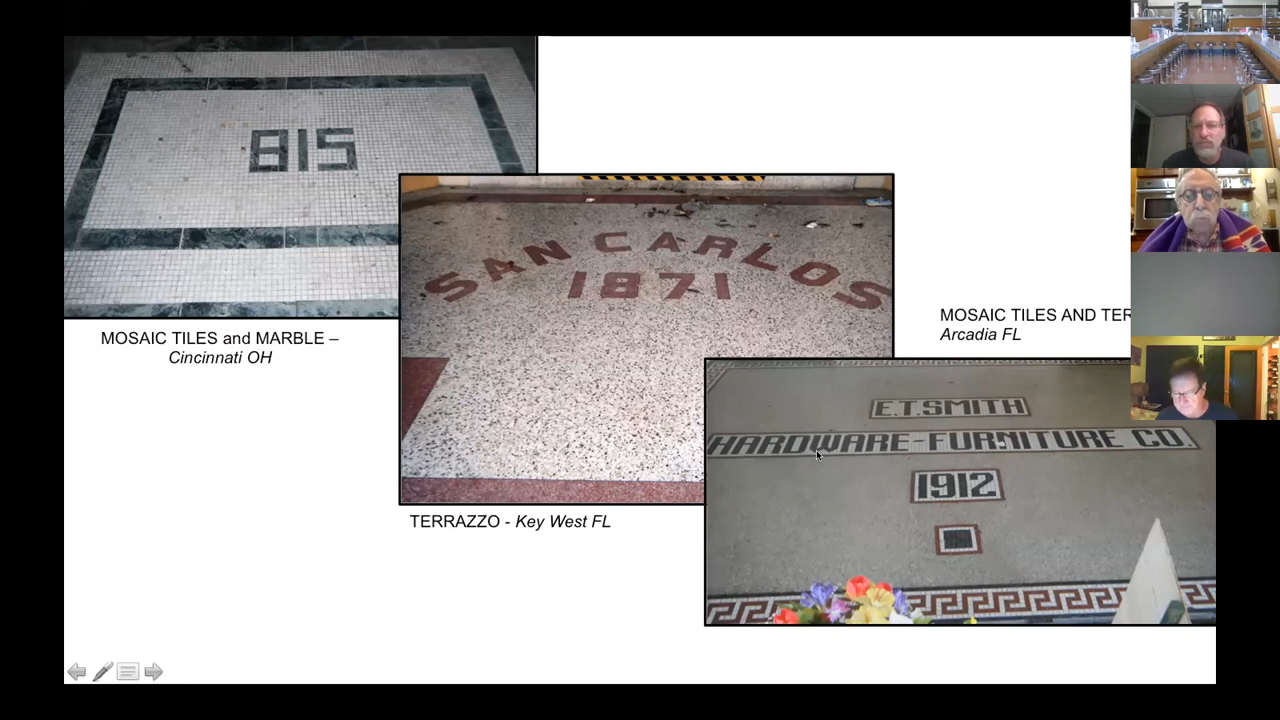 815
MOSAIC TILES and MARBLE –
Cincinnati OH
SAN CARLOS
1871
TERRAZZO - Key West FL
MOSAIC TILES AND
Arcadia FL
E.T. SMITH
HARDWARE-FURNITURE CO.
1912